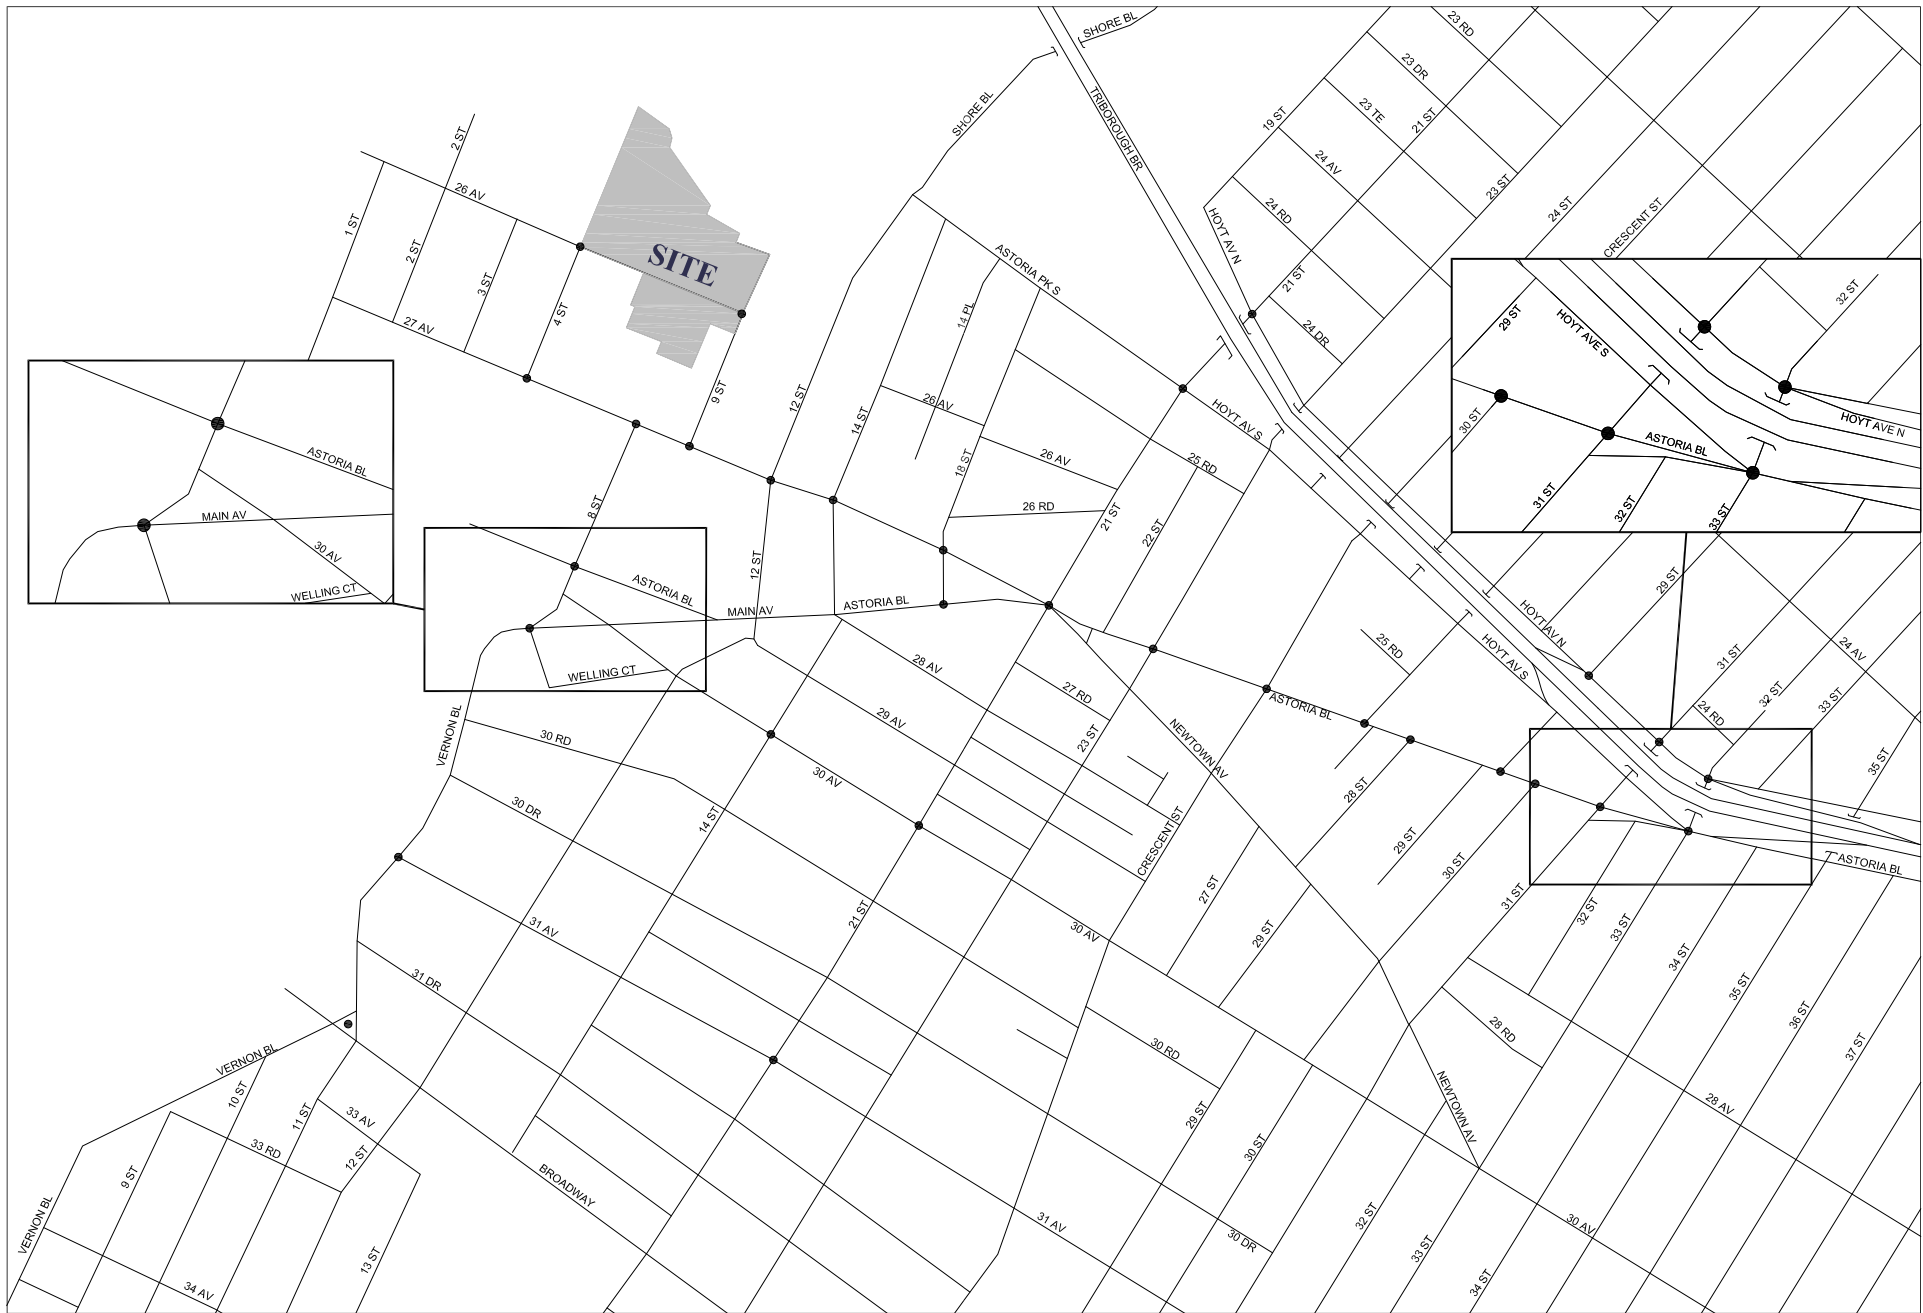 SHORE BL
23 RD
23 DR
SHORE BL
TRIBOROUGH BR
23 TE
21 ST
19 ST
2 ST
24 AV
26 AV
23 ST
24 ST
CRESCENT ST
24 RD
HOYT AV N
1 ST
2 ST
SITE
3 ST
ASTORIA PK S
21 ST
32 ST
4 ST
14 PL
29 ST
HOYT AVE S
27 AV
24 DR
9 ST
12 ST
26 AV
14 ST
HOYT AV S
30 ST
HOYT AVE N
ASTORIA BL
ASTORIA BL
26 AV
18 ST
25 RD
31 ST
32 ST
33 ST
8 ST
26 RD
21 ST
22 ST
MAIN AV
30 AV
WELLING CT
12 ST
ASTORIA BL
MAIN AV
ASTORIA BL
29 ST
HOYT AV N
25 RD
HOYT AV S
24 AV
31 ST
WELLING CT
28 AV
27 RD
32 ST
33 ST
24 RD
ASTORIA BL
VERNON BL
30 RD
29 AV
23 ST
NEWTOWN AV
35 ST
30 AV
28 ST
30 DR
14 ST
CRESCENT ST
29 ST
30 ST
ASTORIA BL
27 ST
31 ST
32 ST
21 ST
31 AV
30 AV
29 ST
33 ST
34 ST
31 DR
35 ST
36 ST
28 RD
37 ST
VERNON BL
30 RD
10 ST
11 ST
33 AV
29 ST
NEWTOWN AV
28 AV
33 RD
12 ST
30 ST
9 ST
BROADWAY
31 AV
32 ST
30 AV
VERNON BL
30 DR
33 ST
13 ST
34 AV
34 ST